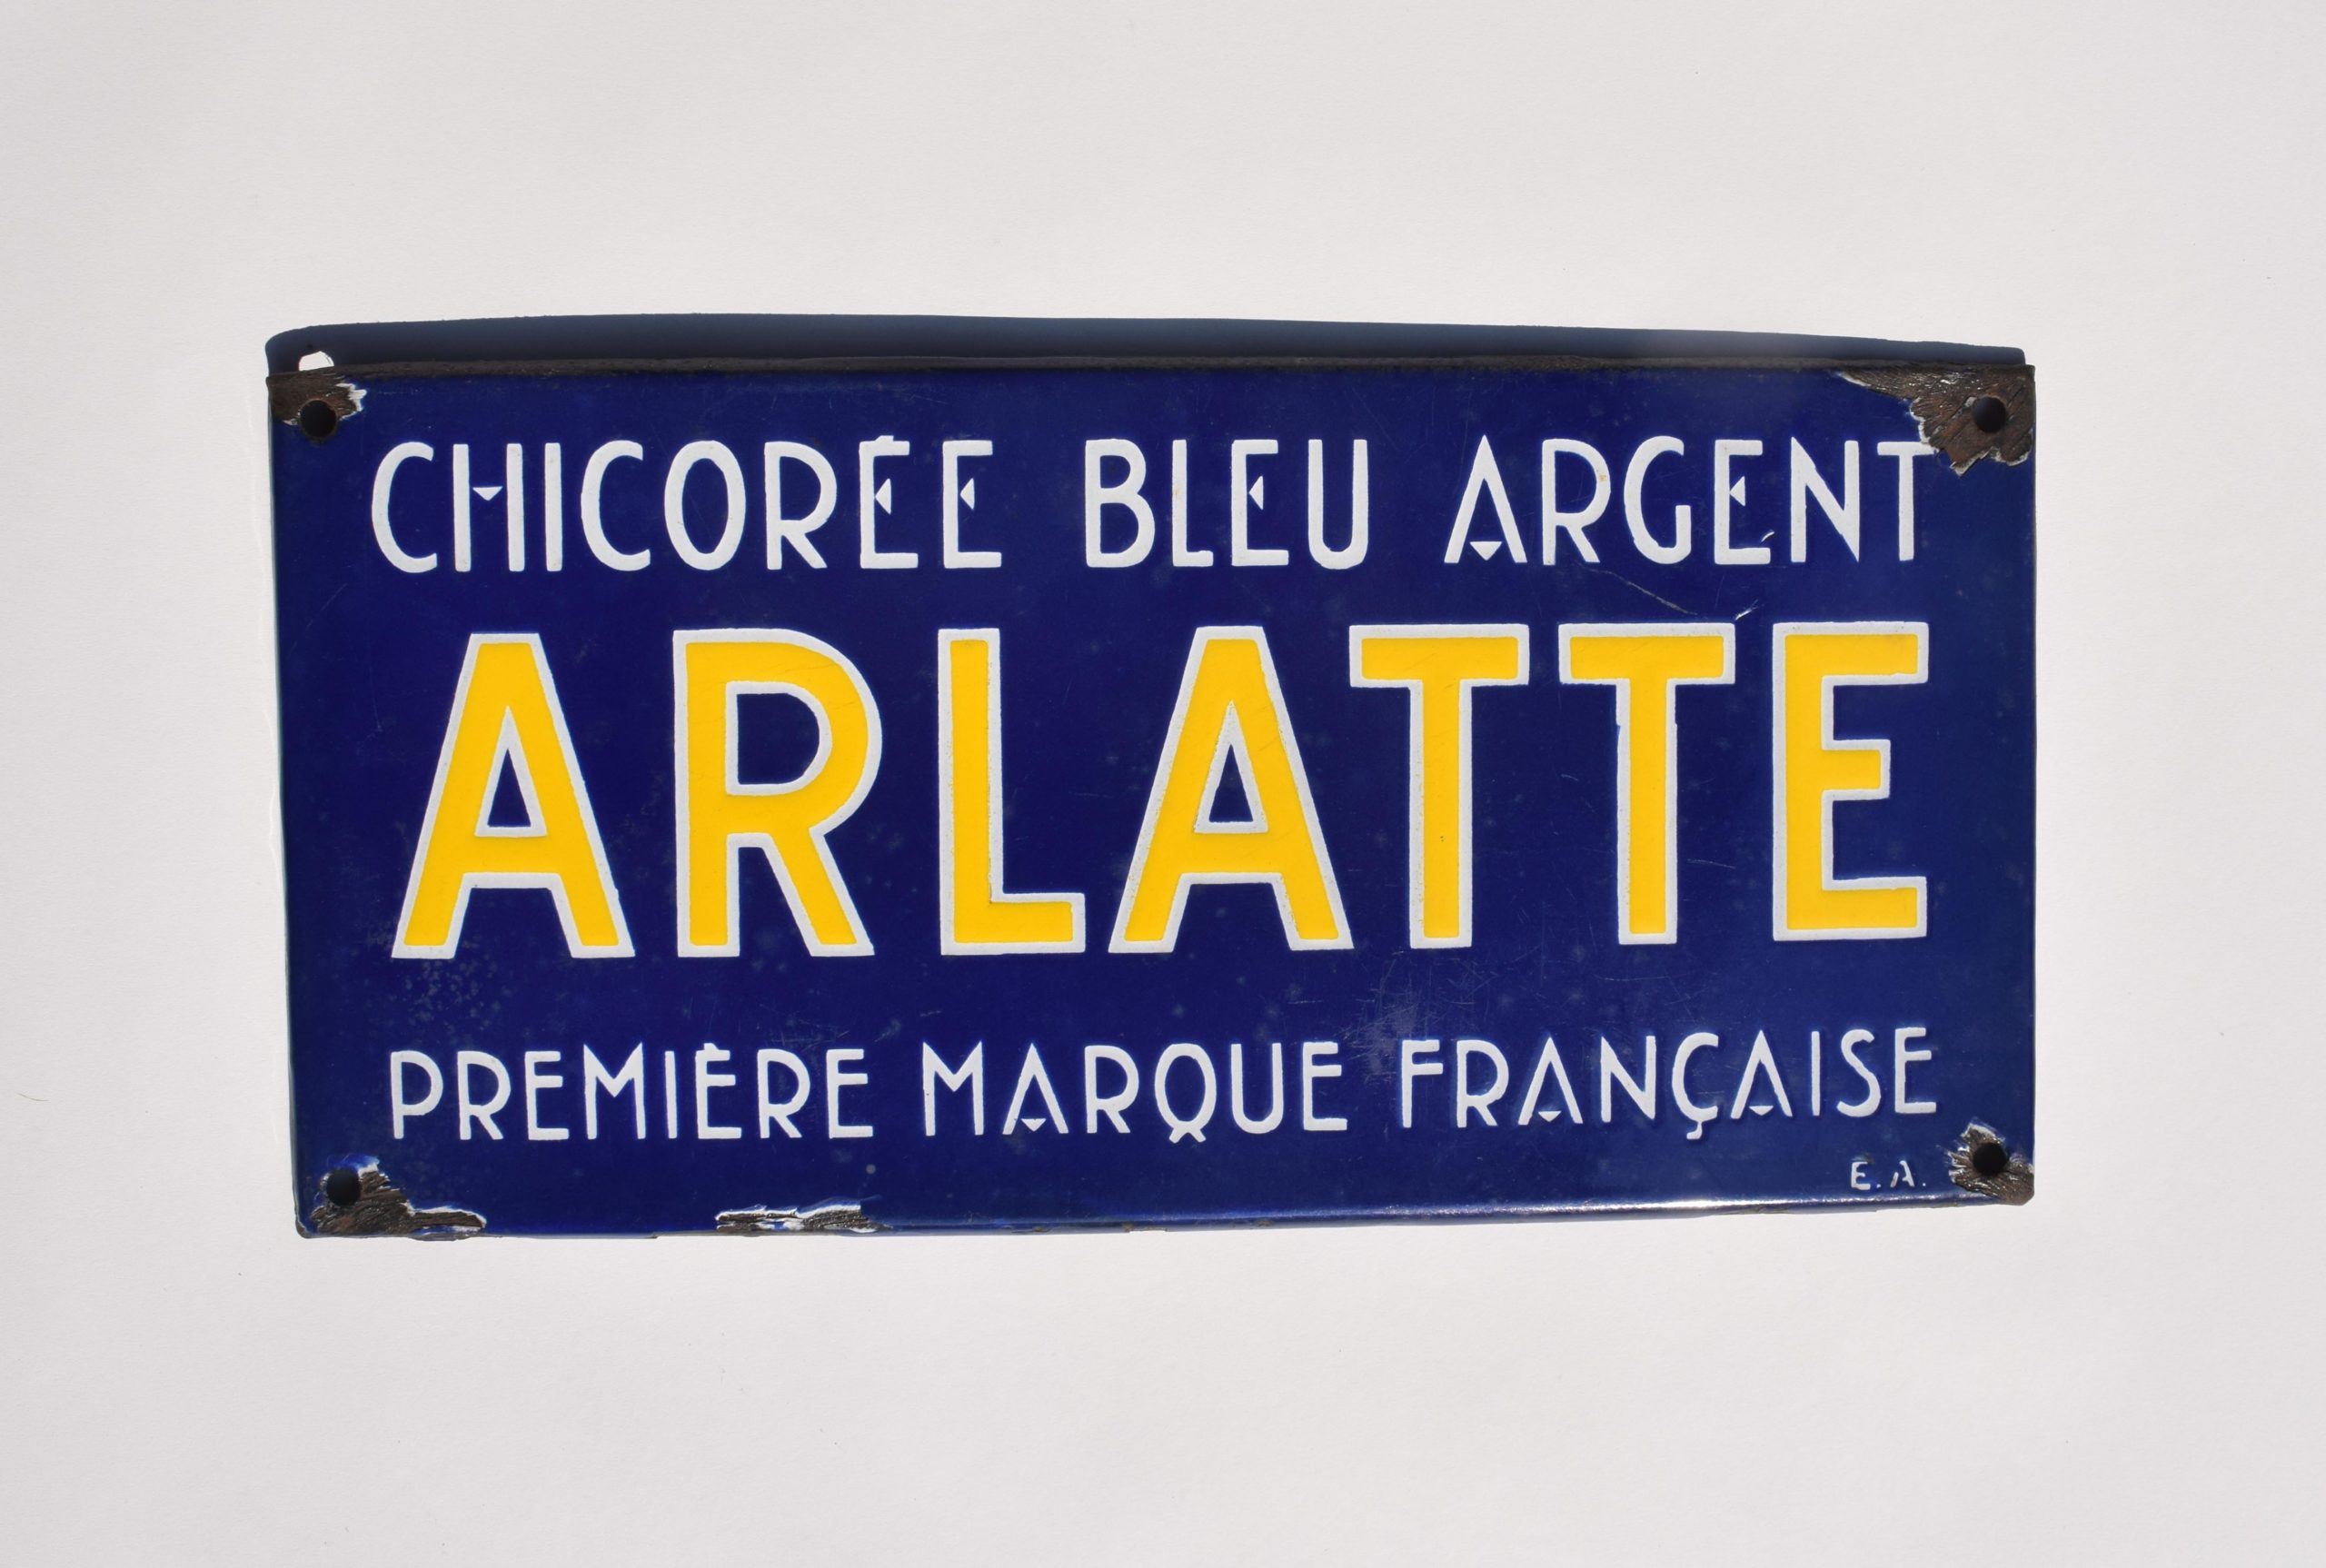 CHICORÉE BLEU ARGENT
ARLATTE
PREMIÈRE MARQUE FRANÇAISE
E.A.